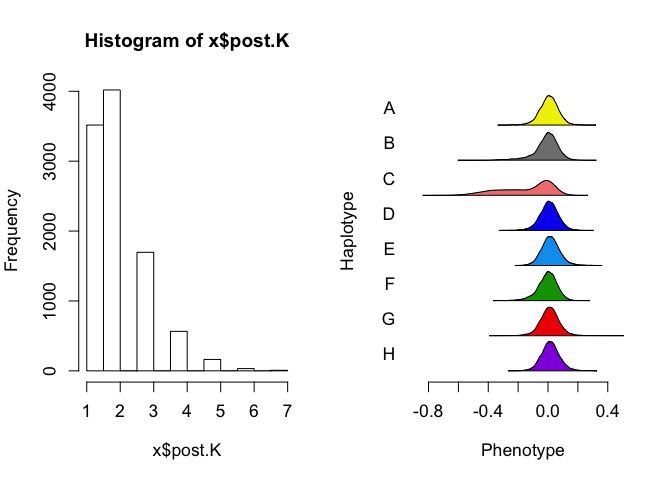 Histogram of x$post.K
Frequency
0
1000
2000
3000
4000
1 2 3 4 5 6 7
x$post.K
Haplotype
A
B
C
D
E
F
G
H
-0.8 -0.4 0.0 0.4
Phenotype